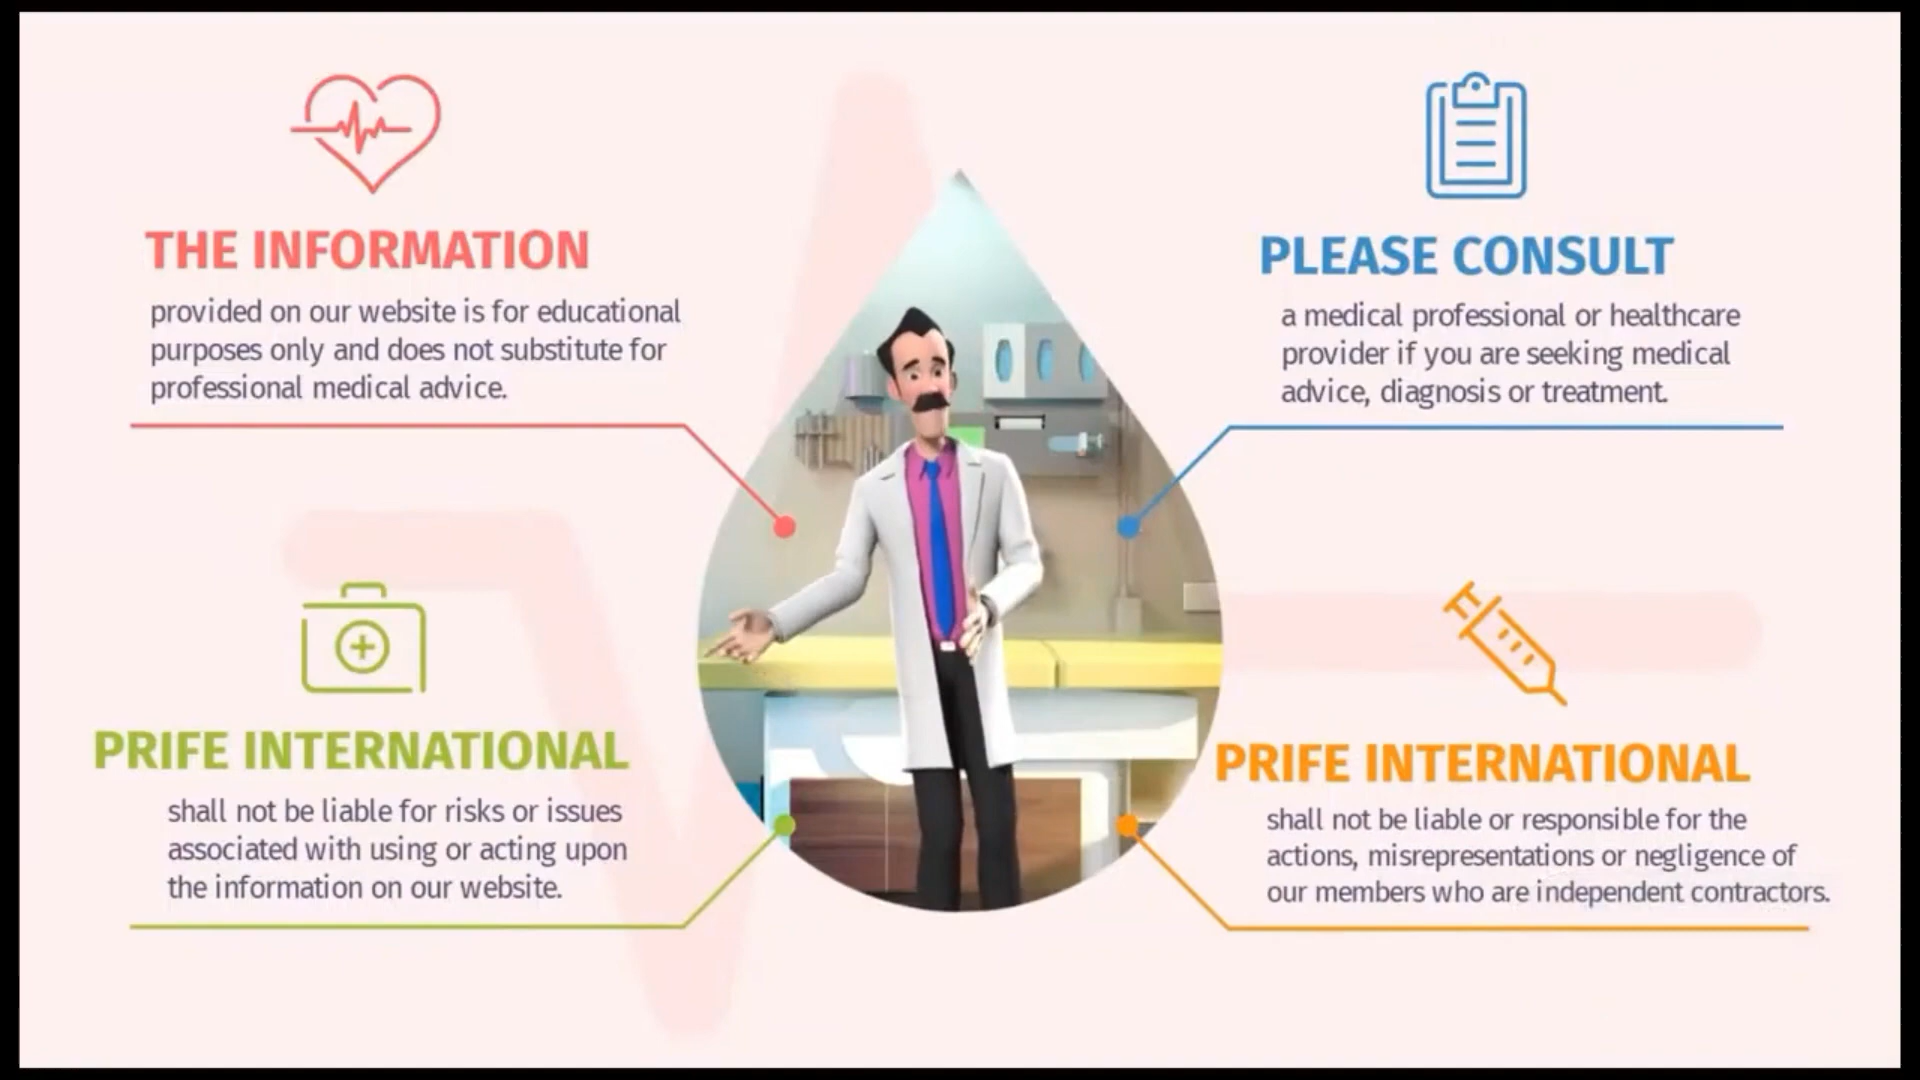 THE INFORMATION
provided on our website is for educational
purposes only and does not substitute for
professional medical advice.
PLEASE CONSULT
a medical professional or healthcare
provider if you are seeking medical
advice, diagnosis or treatment.
PRIFE INTERNATIONAL
shall not be liable for risks or issues
associated with using or acting upon
the information on our website.
PRIFE INTERNATIONAL
shall not be liable or responsible for the
actions, misrepresentations or negligence of
our members who are independent contractors.